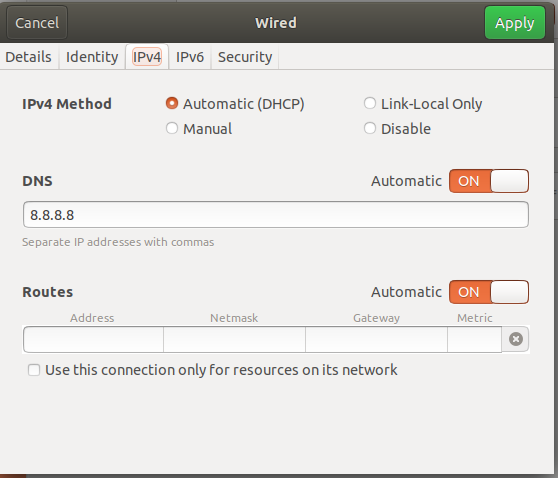 Cancel Wired Apply
Details Identity IPv4 IPv6 Security
IPv4 Method Automatic (DHCP) Link-Local Only
Manual Disable
DNS Automatic ON
8.8.8.8
Separate IP addresses with commas
Routes Automatic ON
Address Netmask Gateway Metric
Use this connection only for resources on its network